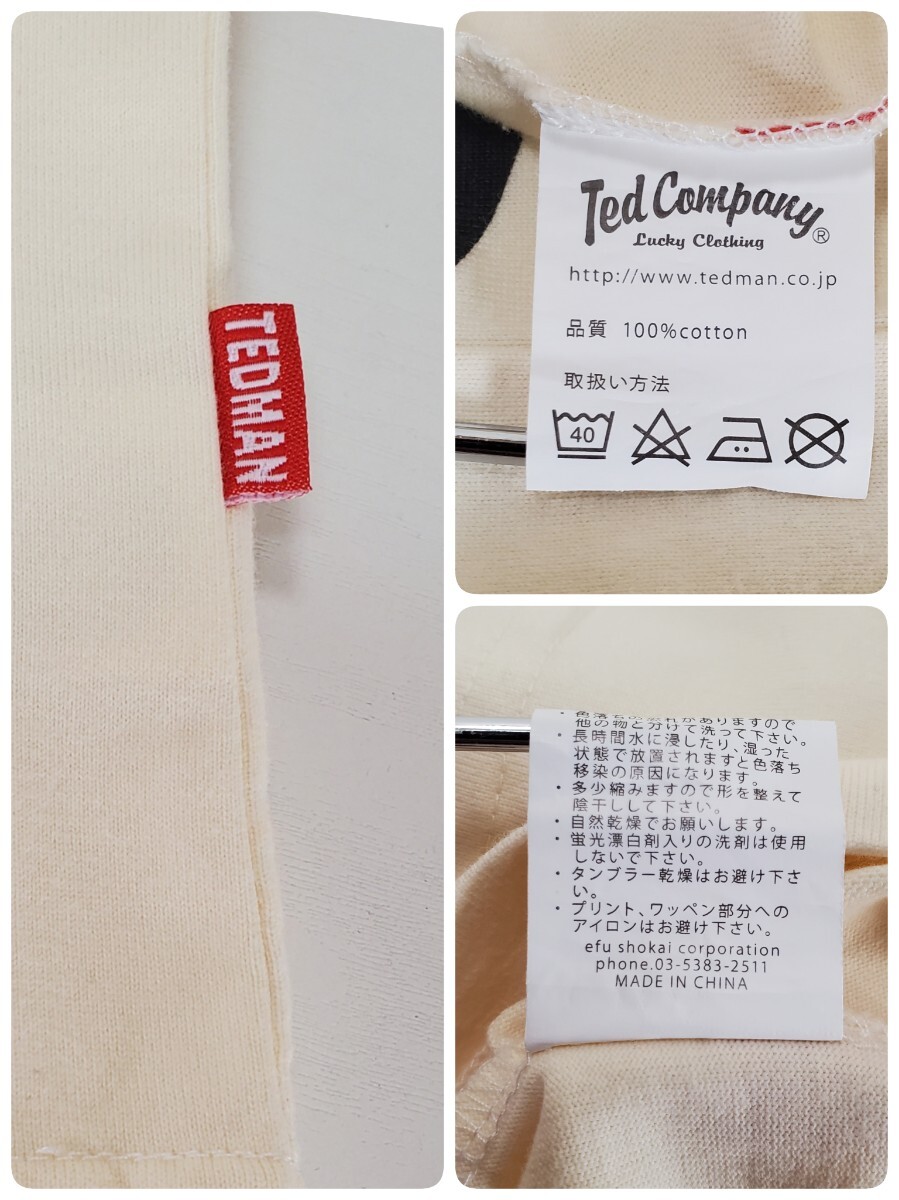 TEDMAN
Ted Company®
Lucky Clothing
http://www.tedman.co.jp
品質 100%cotton
取扱い方法
40
がありますので
他の物と分けて洗って下さい。
・長時間水に浸したり、湿った
状態で放置されますと色落ち
移染の原因になります。
・多少縮みますので形を整えて
陰干しして下さい。
・自然乾燥でお願いします。
・蛍光漂白剤入りの洗剤は使用
しないで下さい。
・タンブラー乾燥はお避け下さ
い。
・プリント、ワッペン部分への
アイロンはお避け下さい。
efu shokai corporation
phone.03-5383-2511
MADE IN CHINA